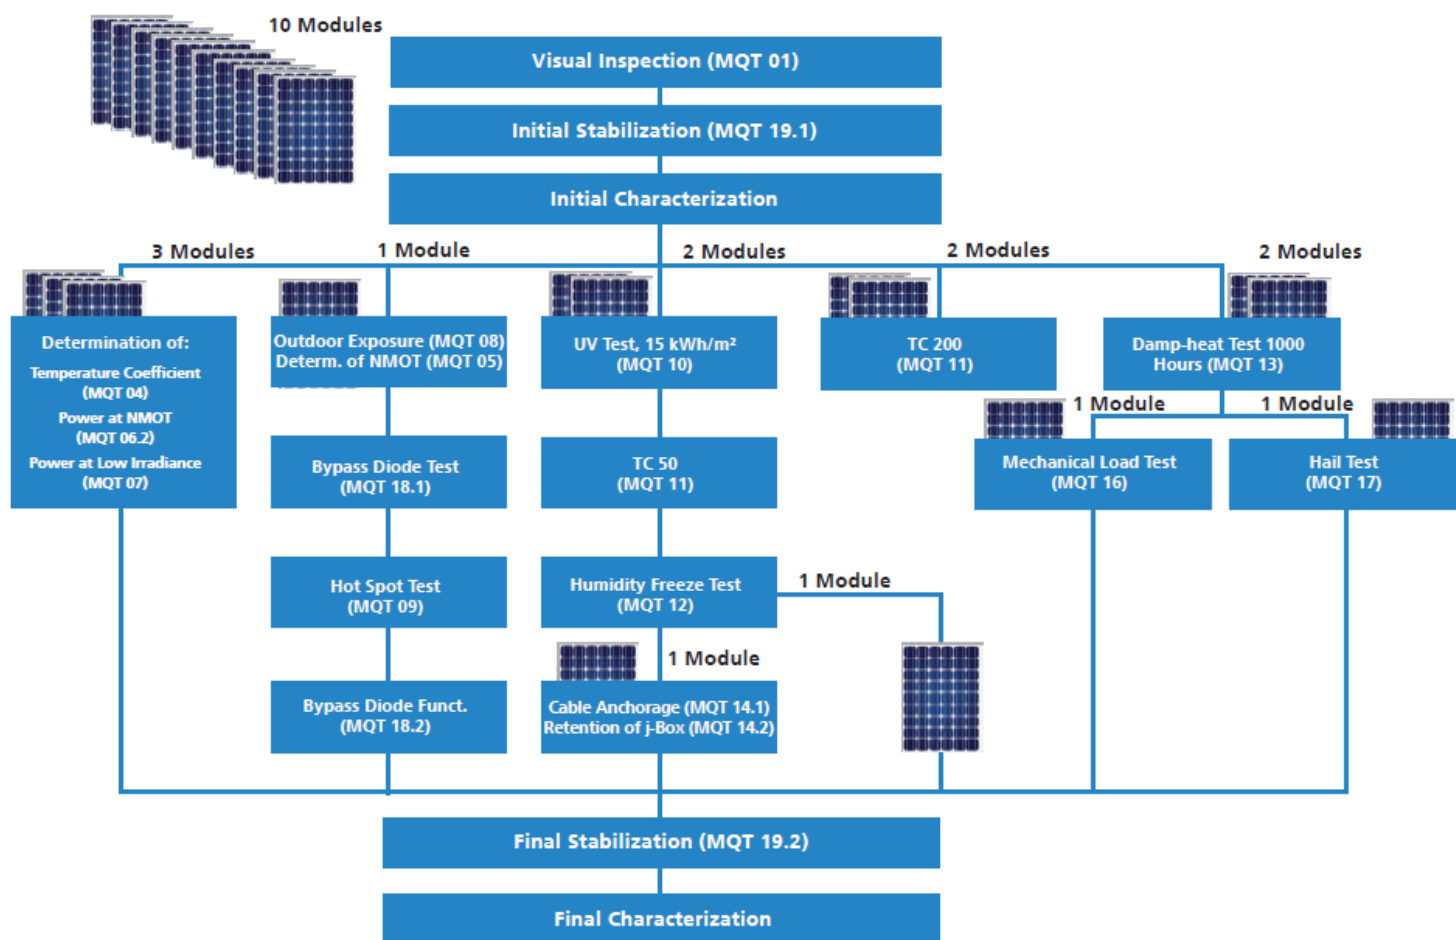 10 Modules
Visual Inspection (MQT 01)
Initial Stabilization (MQT 19.1)
Initial Characterization
3 Modules
1 Module
2 Modules
2 Modules
2 Modules
Determination of:
Temperature Coefficient
(MQT 04)
Power at NMOT
(MQT 06.2)
Power at Low Irradiance
(MQT 07)
Outdoor Exposure (MQT 08)
Determ. of NMOT (MQT 05)
UV Test, 15 kWh/m²
(MQT 10)
TC 200
(MQT 11)
Damp-heat Test 1000
Hours (MQT 13)
1 Module
1 Module
Bypass Diode Test
(MQT 18.1)
TC 50
(MQT 11)
Mechanical Load Test
(MQT 16)
Hail Test
(MQT 17)
Hot Spot Test
(MQT 09)
Humidity Freeze Test
(MQT 12)
1 Module
1 Module
Bypass Diode Funct.
(MQT 18.2)
Cable Anchorage (MQT 14.1)
Retention of j-Box (MQT 14.2)
Final Stabilization (MQT 19.2)
Final Characterization